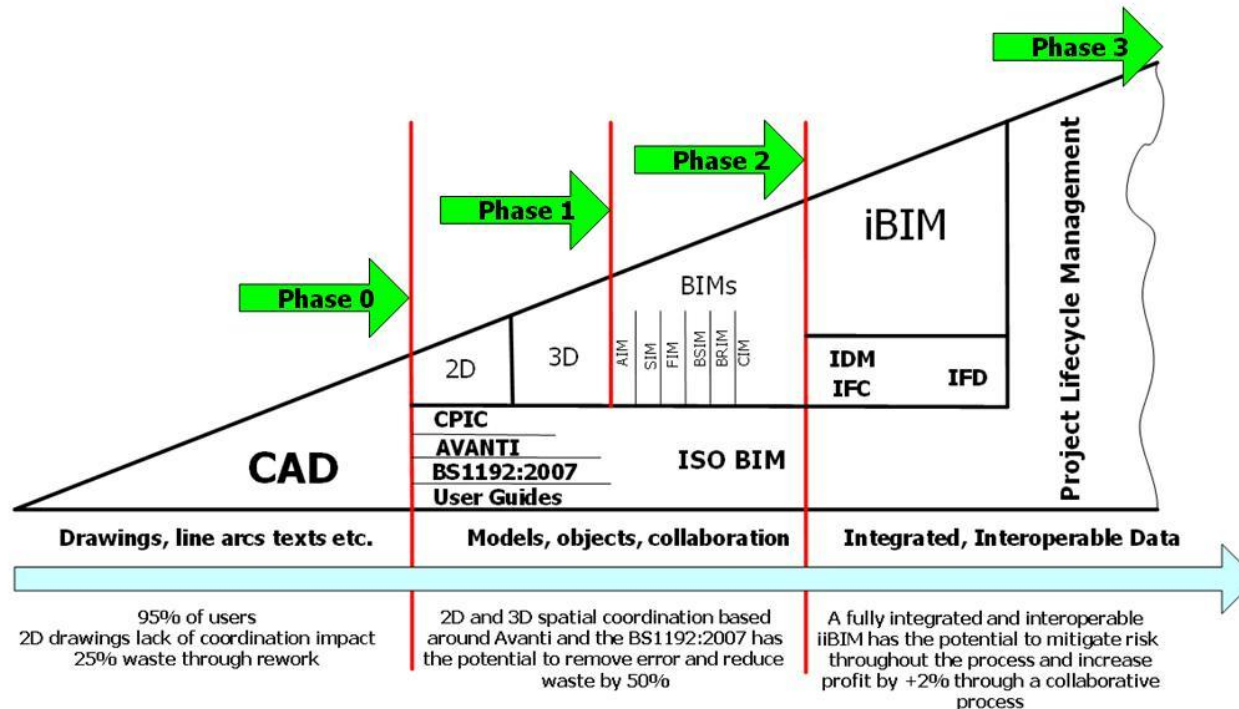 Phase 3
Phase 2
Phase 1
Phase 0
iBIM
BIMs
2D
3D
AIM
SIM
FIM
BSIM
BRIM
CIM
IDM
IFC
IFD
Project Lifecycle Management
CAD
CPIC
AVANTI
BS1192:2007
User Guides
ISO BIM
Drawings, line arcs texts etc.
Models, objects, collaboration
Integrated, Interoperable Data
95% of users
2D drawings lack of coordination impact
25% waste through rework
2D and 3D spatial coordination based
around Avanti and the BS1192:2007 has
the potential to remove error and reduce
waste by 50%
A fully integrated and interoperable
iiBIM has the potential to mitigate risk
throughout the process and increase
profit by +2% through a collaborative
process